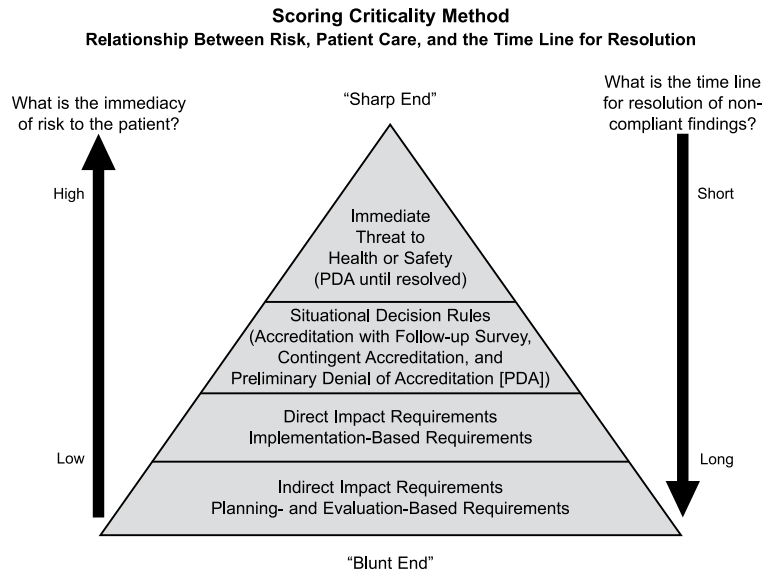 Scoring Criticality Method
Relationship Between Risk, Patient Care, and the Time Line for Resolution
What is the immediacy
of risk to the patient?
"Sharp End"
What is the time line
for resolution of non-
compliant findings?
High
Short
Immediate
Threat to
Health or Safety
(PDA until resolved)
Situational Decision Rules
(Accreditation with Follow-up Survey,
Contingent Accreditation, and
Preliminary Denial of Accreditation [PDA])
Direct Impact Requirements
Implementation-Based Requirements
Low
Long
Indirect Impact Requirements
Planning- and Evaluation-Based Requirements
"Blunt End"